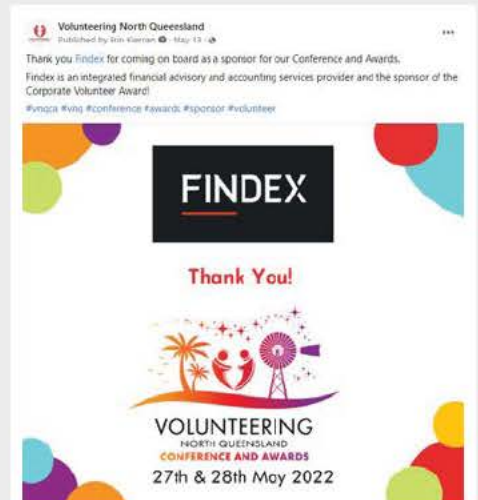 Volunteering North Queensland
Published by Erin Kieeran · May 13 ·
Thank you Findex for coming on board as a sponsor for our Conference and Awards.
Findex is an integrated financial advisory and accounting services provider and the sponsor of the
Corporate Volunteer Award!
#vnqca #vnq #conference #awards #sponsor #volunteer
FINDEX
Thank You!
VOLUNTEERING
NORTH QUEENSLAND
CONFERENCE AND AWARDS
27th & 28th May 2022